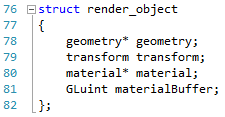 76 struct render_object
77 {
78     geometry* geometry;
79     transform transform;
80     material* material;
81     GLuint materialBuffer;
82 };